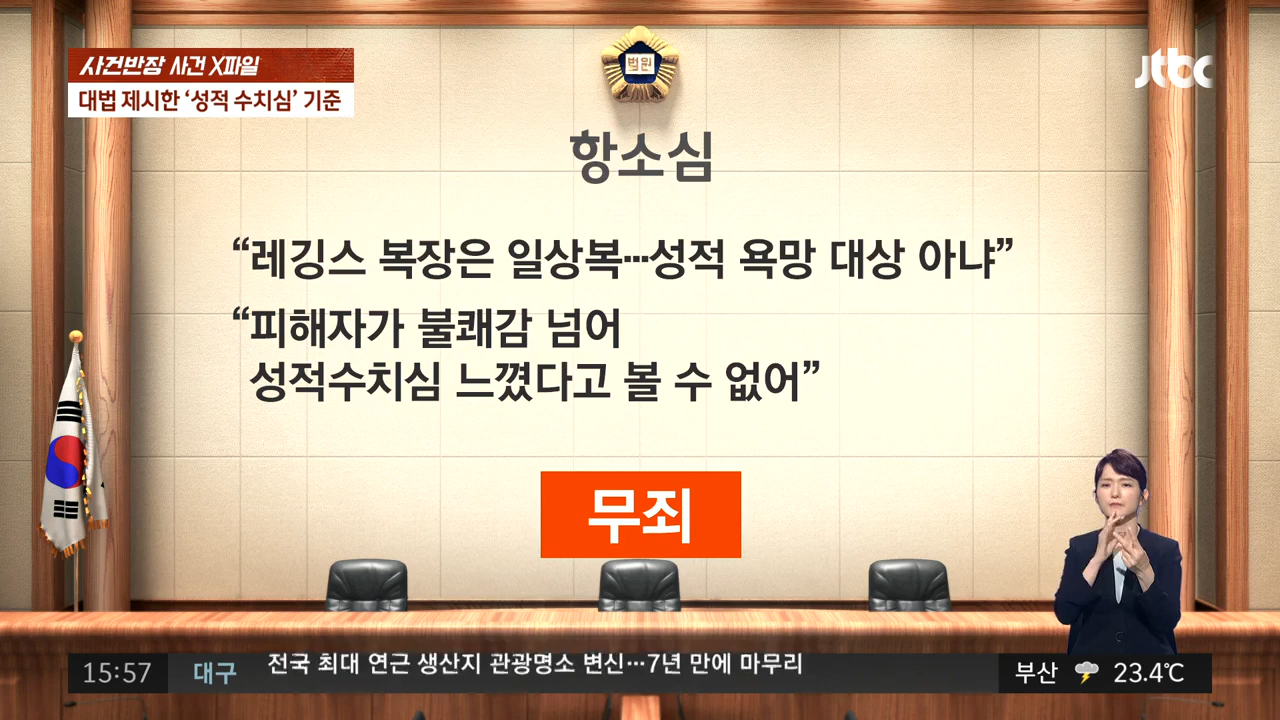 사건반장 사건 X파일
대법 제시한 ‘성적 수치심’ 기준
법원
jtbc
항소심
“레깅스 복장은 일상복…성적 욕망 대상 아냐”
“피해자가 불쾌감 넘어
성적수치심 느꼈다고 볼 수 없어”
무죄
15:57 대구 전국 최대 연근 생산지 관광명소 변신…7년 만에 마무리
부산 23.4℃